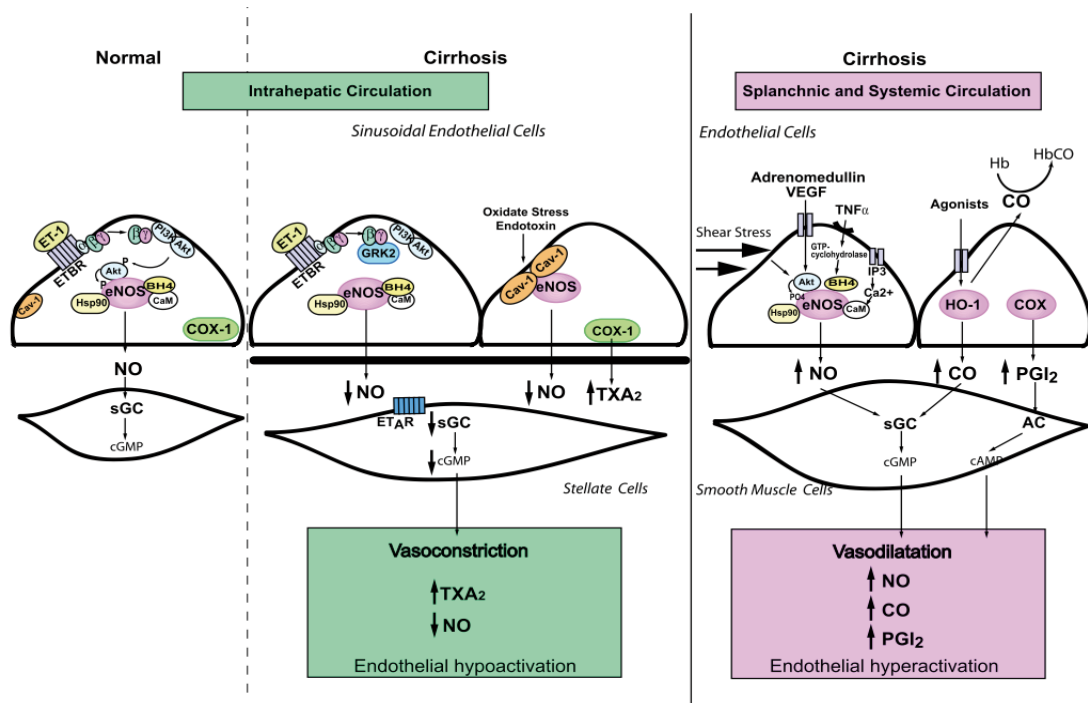 Normal
Cirrhosis
Intrahepatic Circulation
Sinusoidal Endothelial Cells
ET-1
ETBR
G
β
γ
β
γ
PI3K
Akt
P
P
Akt
eNOS
BH4
CaM
Hsp90
Cav-1
COX-1
NO
sGC
cGMP
ET-1
ETBR
G
β
γ
β
γ
GRK2
PI3K
Akt
eNOS
BH4
CaM
Hsp90
Oxidate Stress
Endotoxin
Cav-1
Cav-1
eNOS
COX-1
NO
NO
TXA2
ETAR
sGC
cGMP
Stellate Cells
Vasoconstriction
TXA2
NO
Endothelial hypoactivation
Cirrhosis
Splanchnic and Systemic Circulation
Endothelial Cells
Hb
HbCO
CO
Adrenomedullin
VEGF
TNFα
Agonists
Shear Stress
GTP-
cyclohydrolase
IP3
Akt
BH4
Ca2+
PO4
eNOS
Hsp90
CaM
HO-1
COX
NO
CO
PGI2
sGC
AC
cGMP
cAMP
Smooth Muscle Cells
Vasodilatation
NO
CO
PGI2
Endothelial hyperactivation